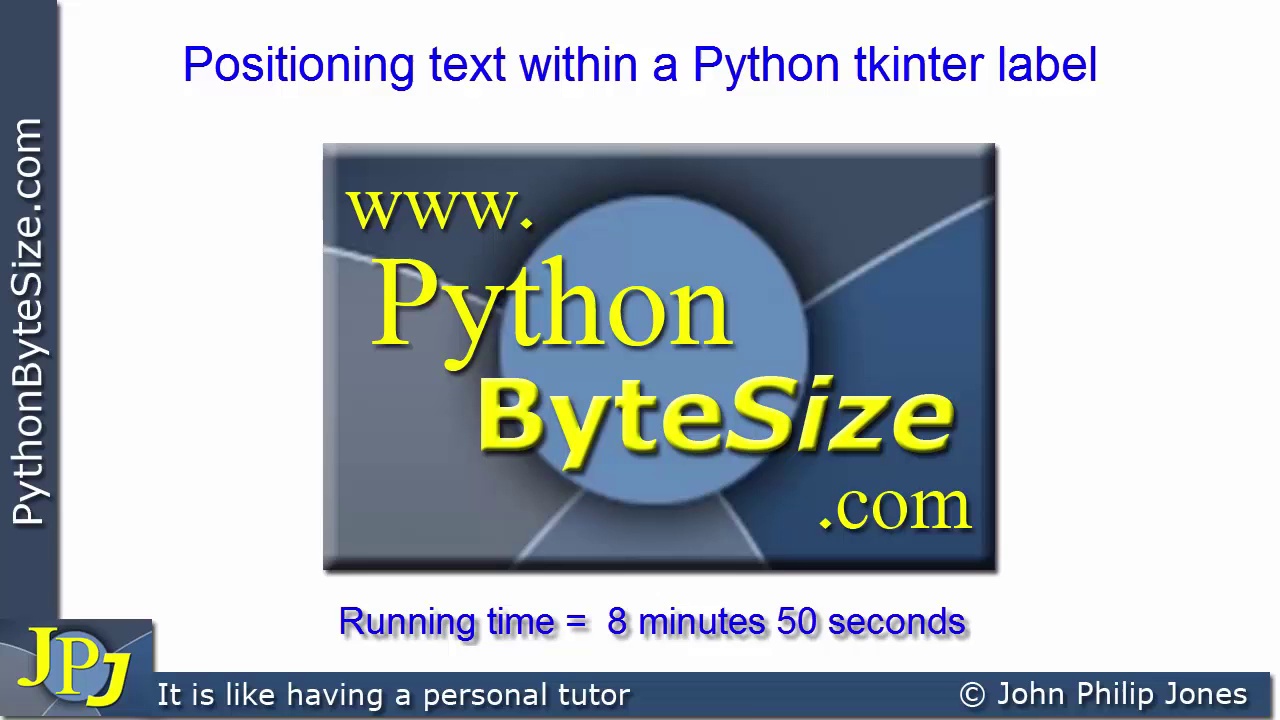 Positioning text within a Python tkinter label
PythonByteSize.com
www.
Python
ByteSize
.com
Running time = 8 minutes 50 seconds
JPJ
It is like having a personal tutor
© John Philip Jones